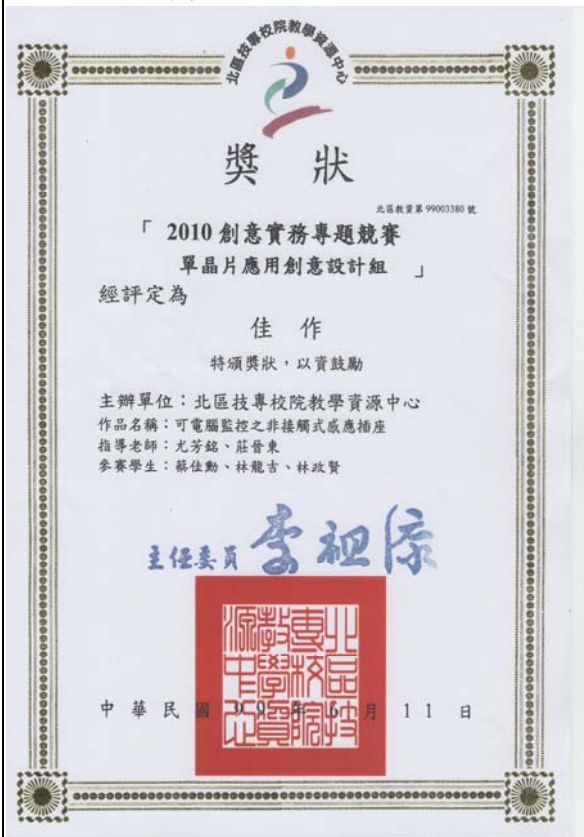 北區技專校院教學資源中心
獎 狀
北區教資第 99003380 號
「 2010 創意實務專題競賽
單晶片應用創意設計組 」
經評定為
佳 作
特頒獎狀,以資鼓勵
主辦單位:北區技專校院教學資源中心
作品名稱:可電腦監控之非接觸式感應插座
指導老師:尤芳銘、莊晉東
參賽學生:蔡佳勳、林龍吉、林政賢
主任委員 李祖添
北區技專校院教學資源中心
中 華 民 國 99 年 6 月 11 日